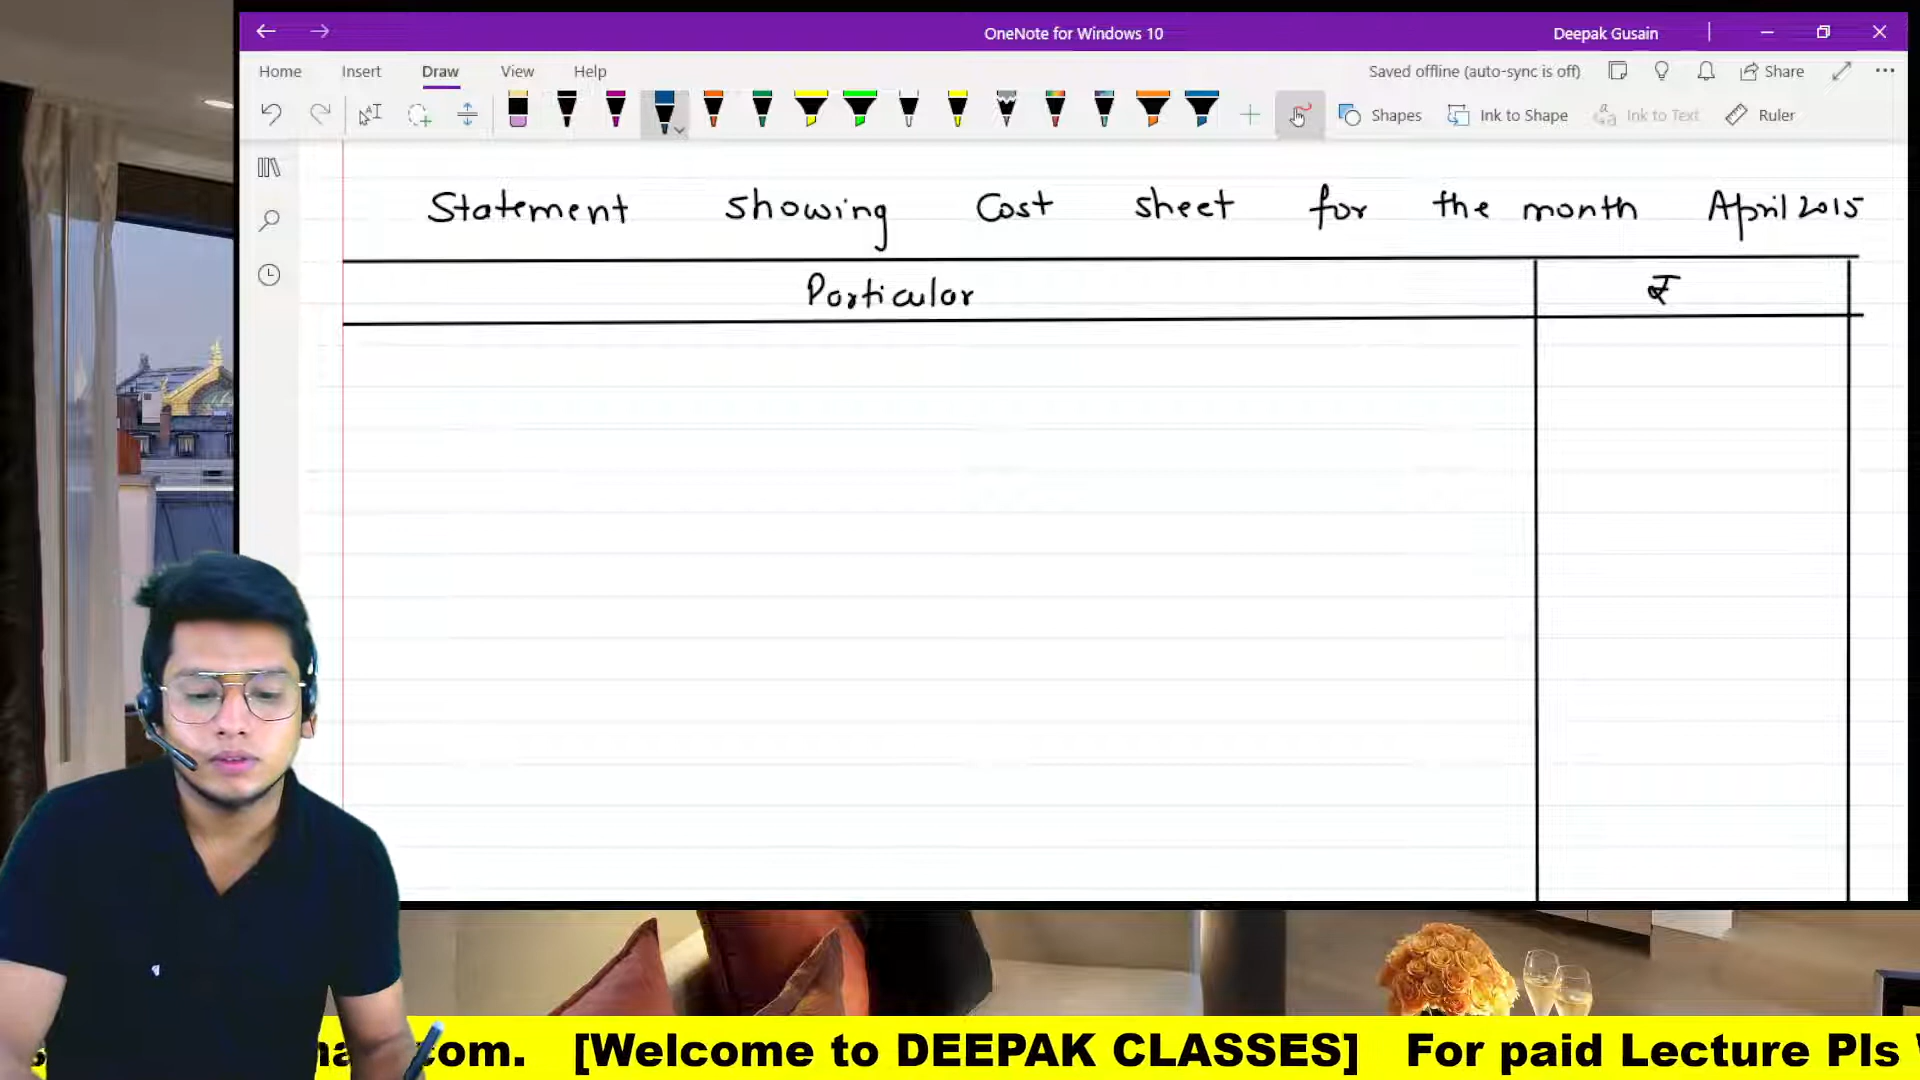 OneNote for Windows 10
Deepak Gusain
Home Insert Draw View Help
Saved offline (auto-sync is off)
Share
Shapes
Ink to Shape
Ink to Text
Ruler
Statement showing Cost sheet for the month April 2015
Particular ₹
com. [Welcome to DEEPAK CLASSES] For paid Lecture Pls